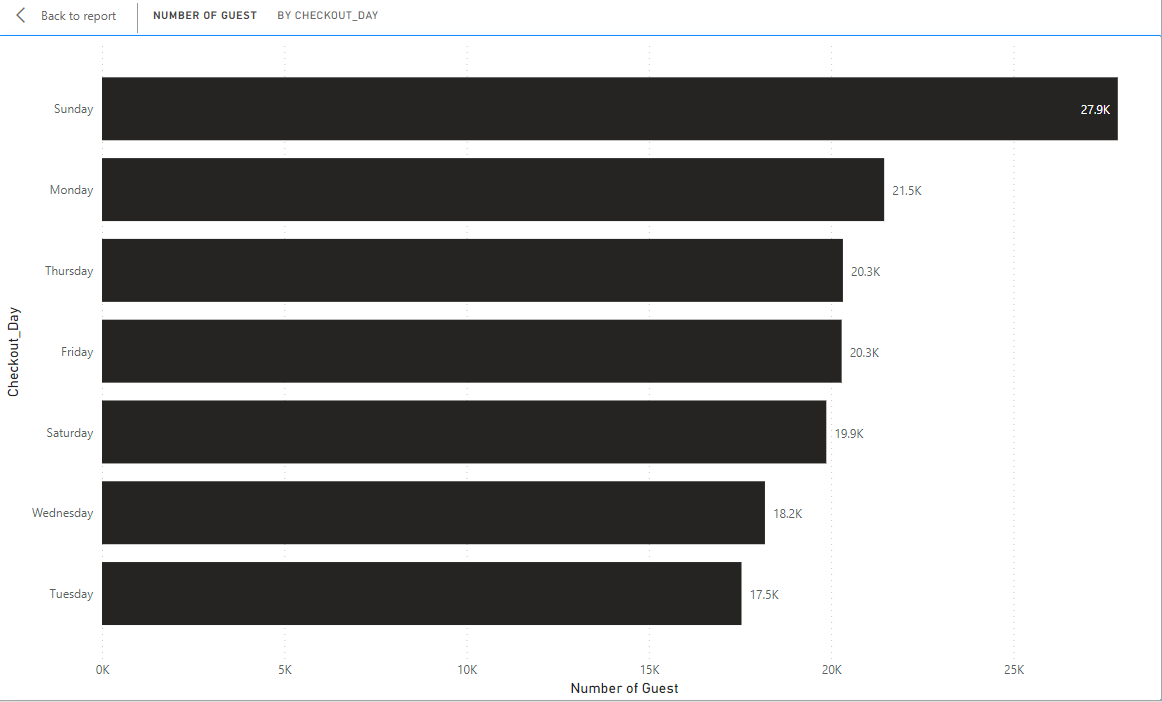 Back to report NUMBER OF GUEST BY CHECKOUT_DAY
Sunday 27.9K
Monday 21.5K
Thursday 20.3K
Friday 20.3K
Saturday 19.9K
Wednesday 18.2K
Tuesday 17.5K
Checkout_Day
0K 5K 10K 15K 20K 25K
Number of Guest